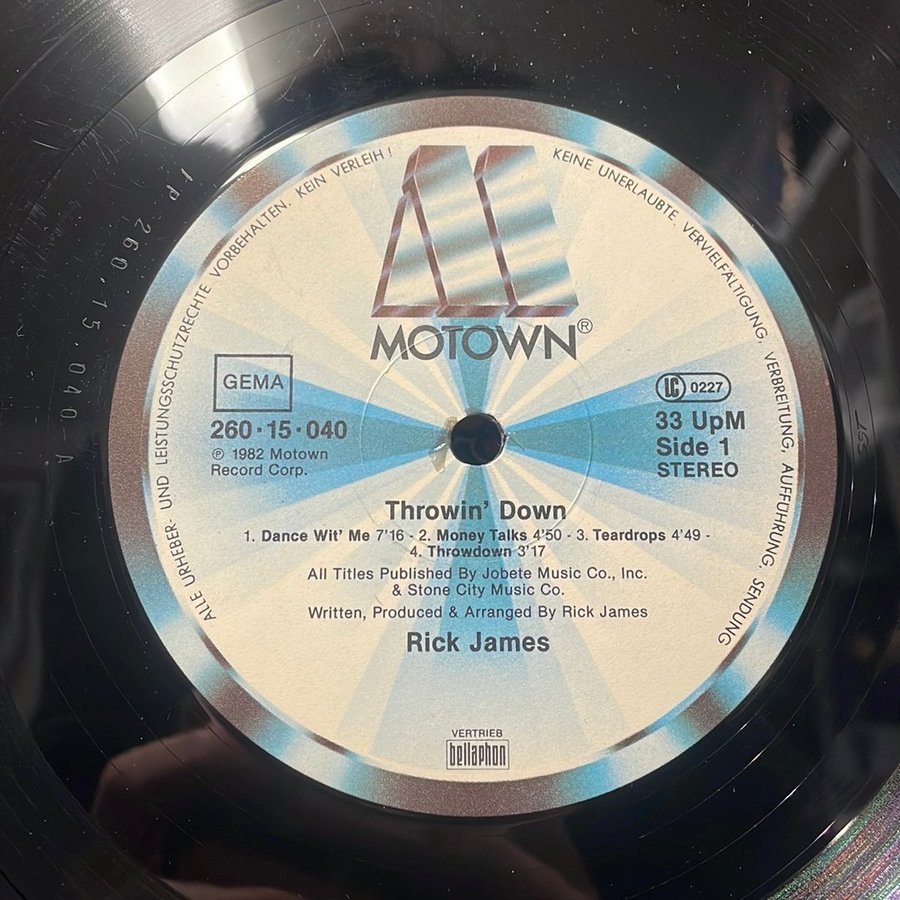 ALLE URHEBER- UND LEISTUNGSSCHUTZRECHTE VORBEHALTEN. KEIN VERLEIH! KEINE UNERLAUBTE VERVIELFÄLTIGUNG, VERBREITUNG, AUFFÜHRUNG, SENDUNG
MOTOWN®
GEMA
LC 0227
260·15·040
33 UpM
℗ 1982 Motown
Record Corp.
Side 1
STEREO
Throwin' Down
1. Dance Wit' Me 7'16 - 2. Money Talks 4'50 - 3. Teardrops 4'49 -
4. Throwdown 3'17
All Titles Published By Jobete Music Co., Inc.
& Stone City Music Co.
Written, Produced & Arranged By Rick James
Rick James
VERTRIEB
bellaphon
260.15.040-A